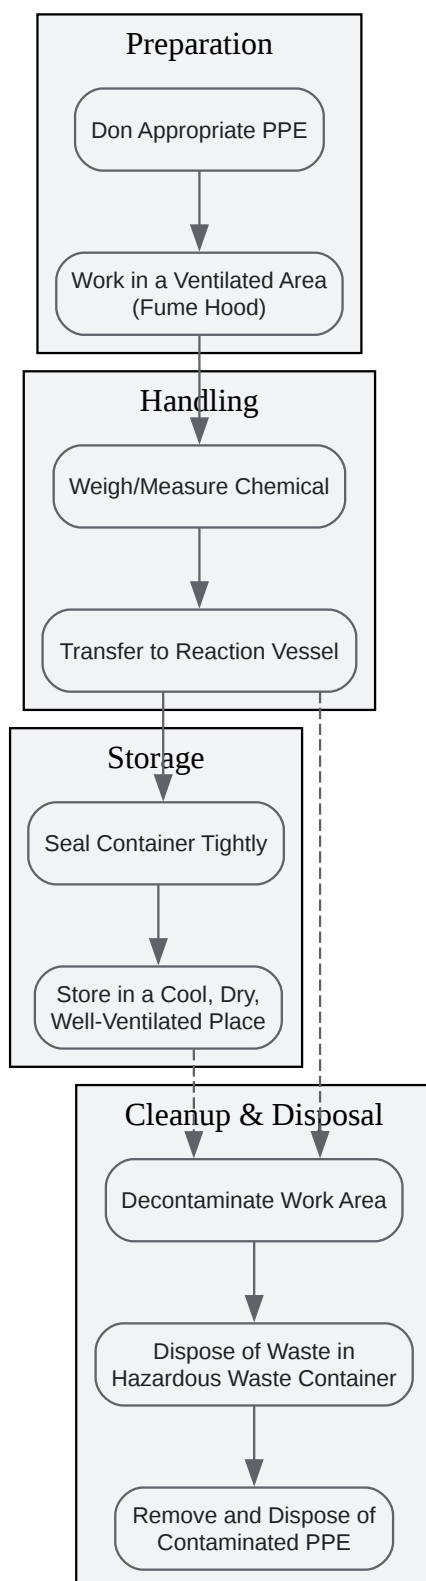 Preparation
Don Appropriate PPE
Work in a Ventilated Area
(Fume Hood)
Handling
Weigh/Measure Chemical
Transfer to Reaction Vessel
Storage
Seal Container Tightly
Store in a Cool, Dry,
Well-Ventilated Place
Cleanup & Disposal
Decontaminate Work Area
Dispose of Waste in
Hazardous Waste Container
Remove and Dispose of
Contaminated PPE